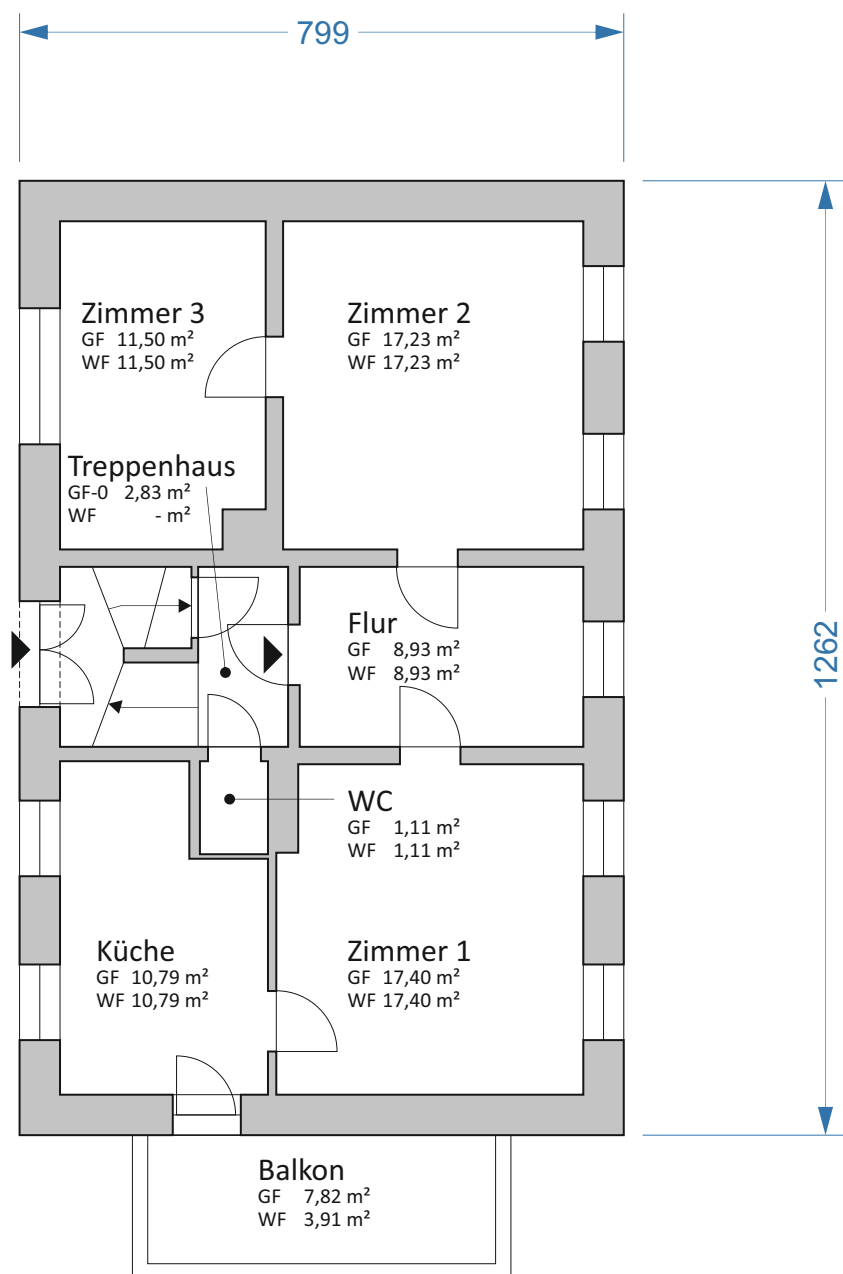 799
Zimmer 3
GF 11,50 m²
WF 11,50 m²
Zimmer 2
GF 17,23 m²
WF 17,23 m²
Treppenhaus
GF-0 2,83 m²
WF - m²
Flur
GF 8,93 m²
WF 8,93 m²
1262
WC
GF 1,11 m²
WF 1,11 m²
Küche
GF 10,79 m²
WF 10,79 m²
Zimmer 1
GF 17,40 m²
WF 17,40 m²
Balkon
GF 7,82 m²
WF 3,91 m²